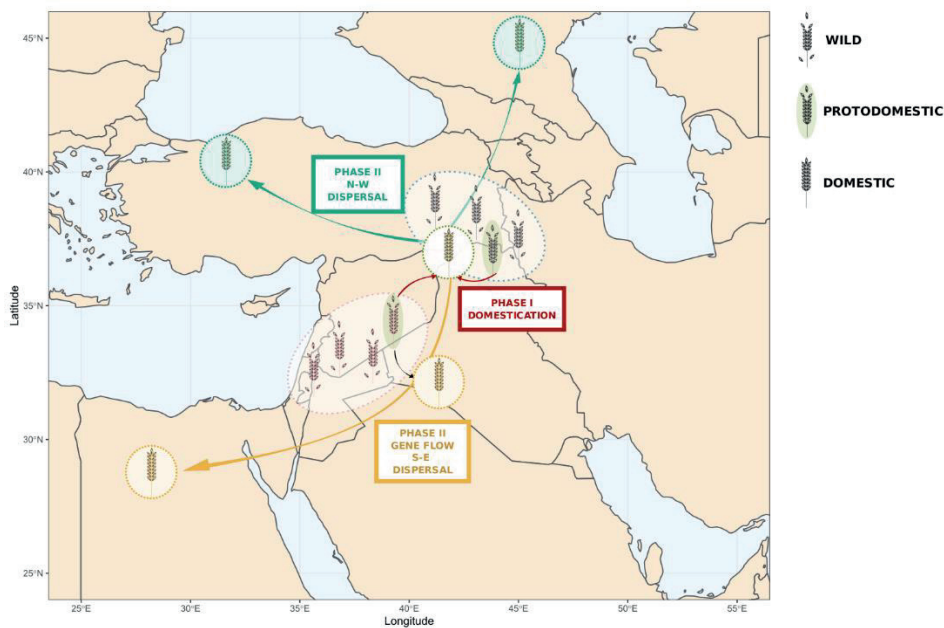 WILD
PROTODOMESTIC
DOMESTIC
PHASE II
N-W
DISPERSAL
PHASE I
DOMESTICATION
PHASE II
GENE FLOW
S-E
DISPERSAL
Latitude
45°N
40°N
35°N
30°N
25°N
25°E 30°E 35°E 40°E 45°E 50°E 55°E
Longitude